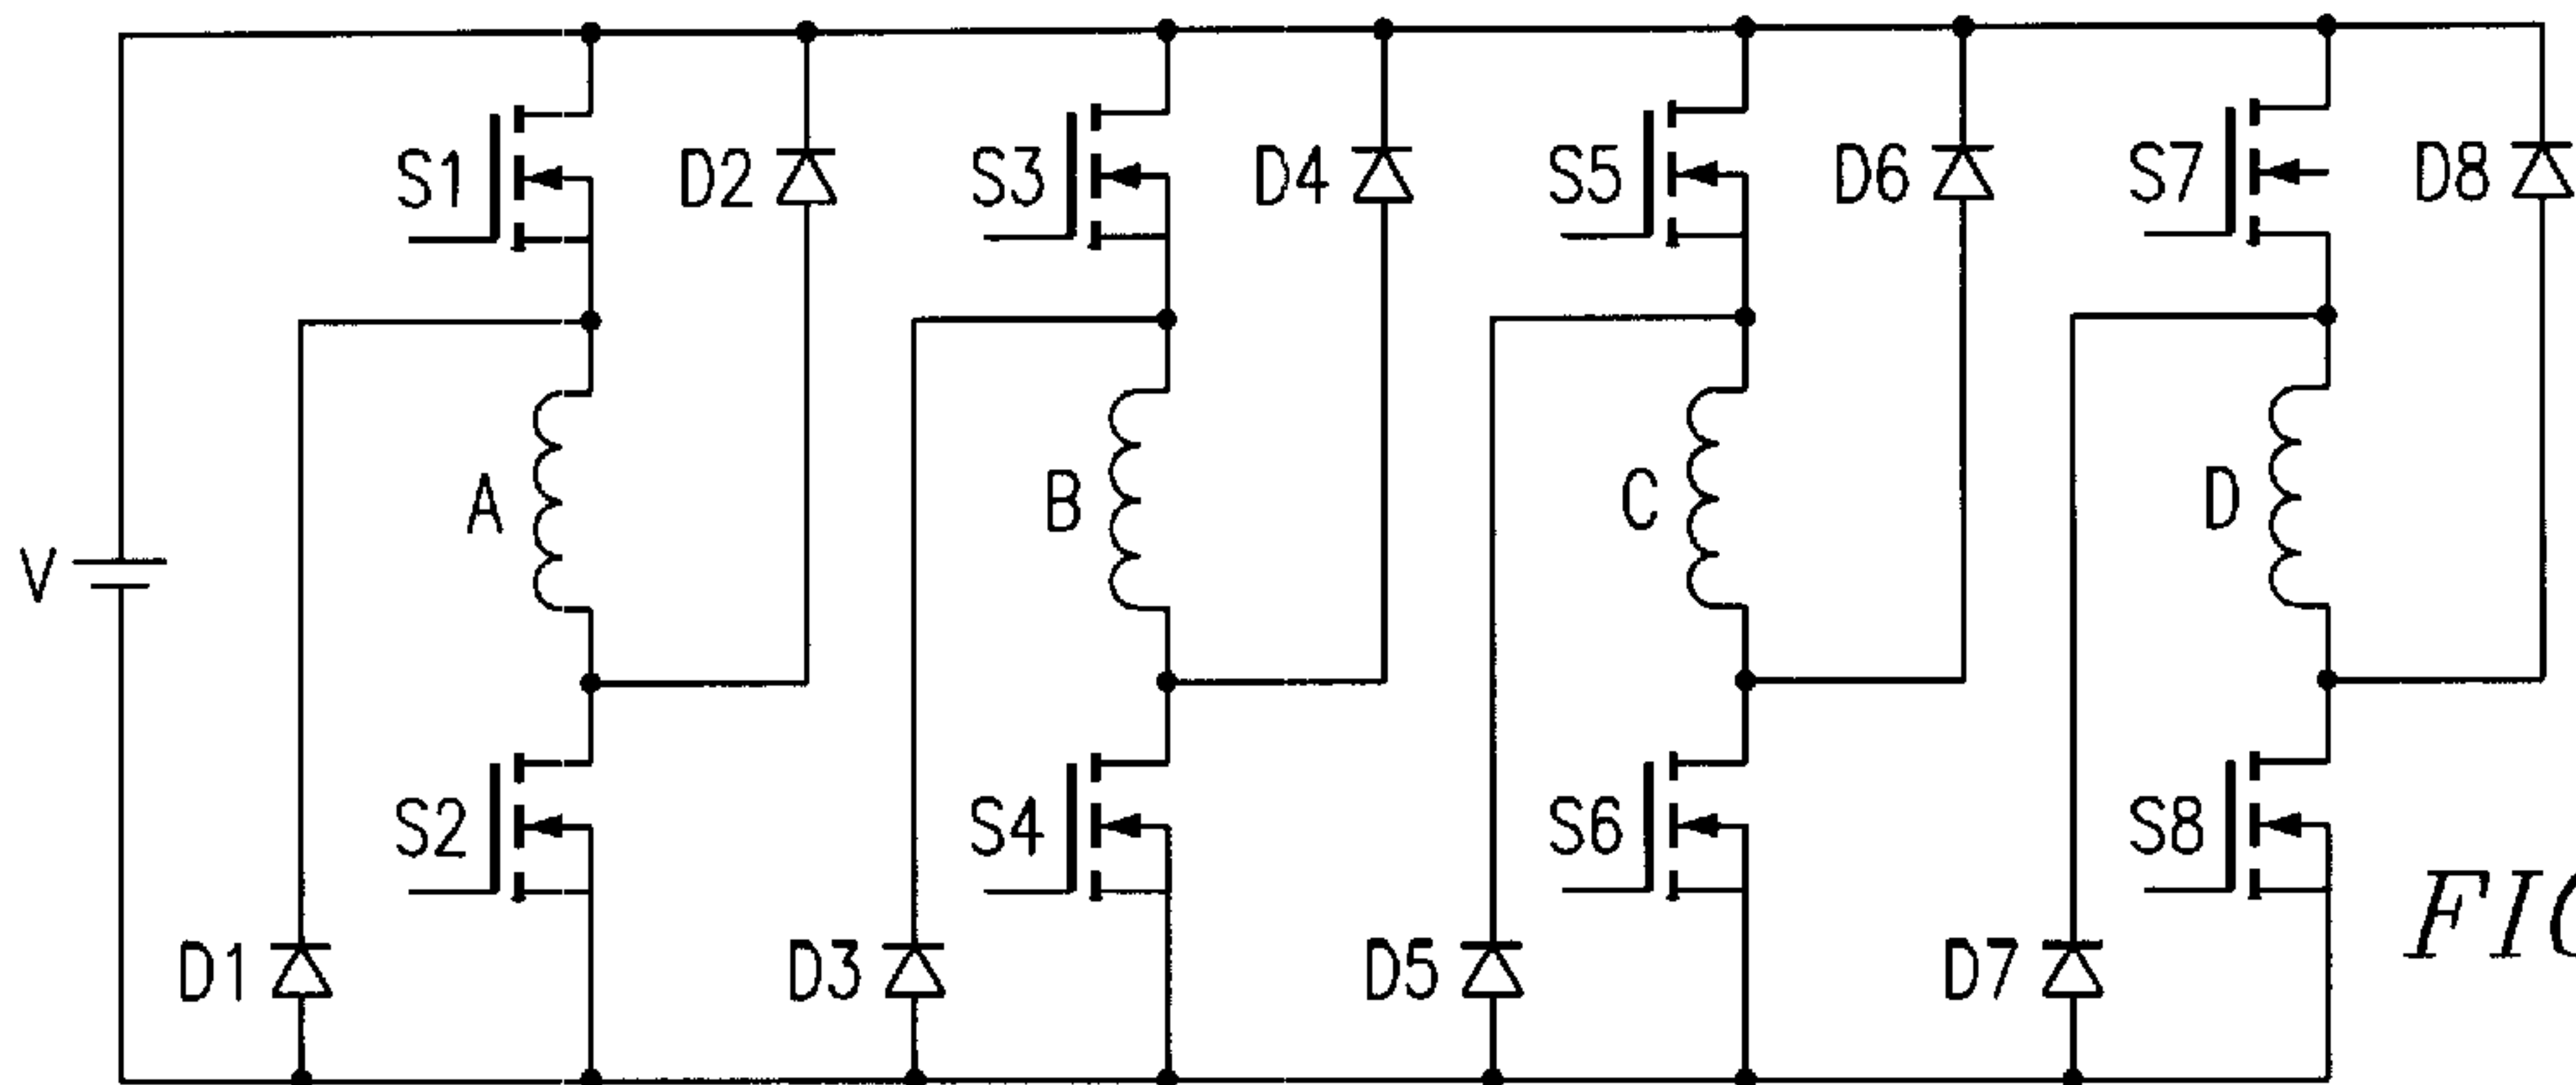 S1 D2 S3 D4 S5 D6 S7 D8
A B C D
V
S2 S4 S6 S8
D1 D3 D5 D7